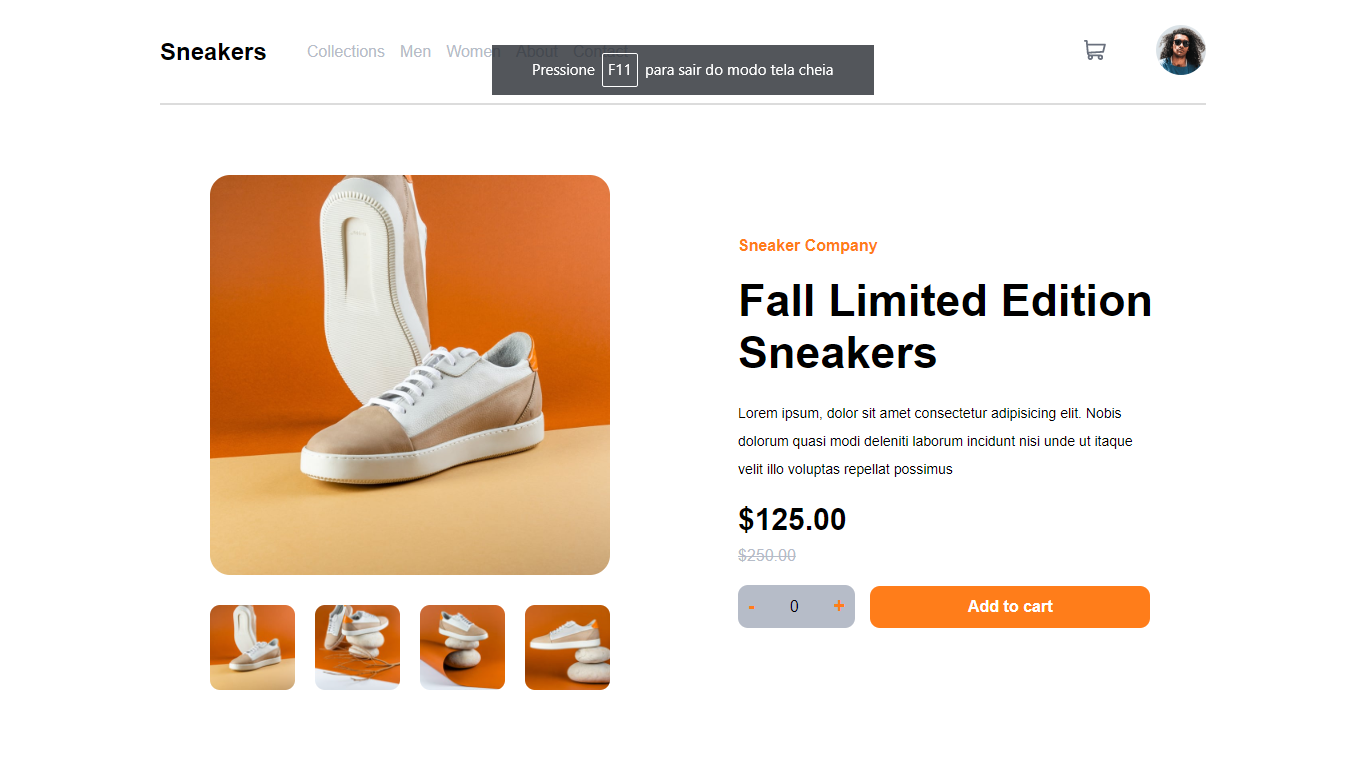 Sneakers Collections Men Women About Contact
Pressione F11 para sair do modo tela cheia
Sneaker Company
Fall Limited Edition
Sneakers
Lorem ipsum, dolor sit amet consectetur adipisicing elit. Nobis
dolorum quasi modi deleniti laborum incidunt nisi unde ut itaque
velit illo voluptas repellat possimus
$125.00
$250.00
- 0 + Add to cart